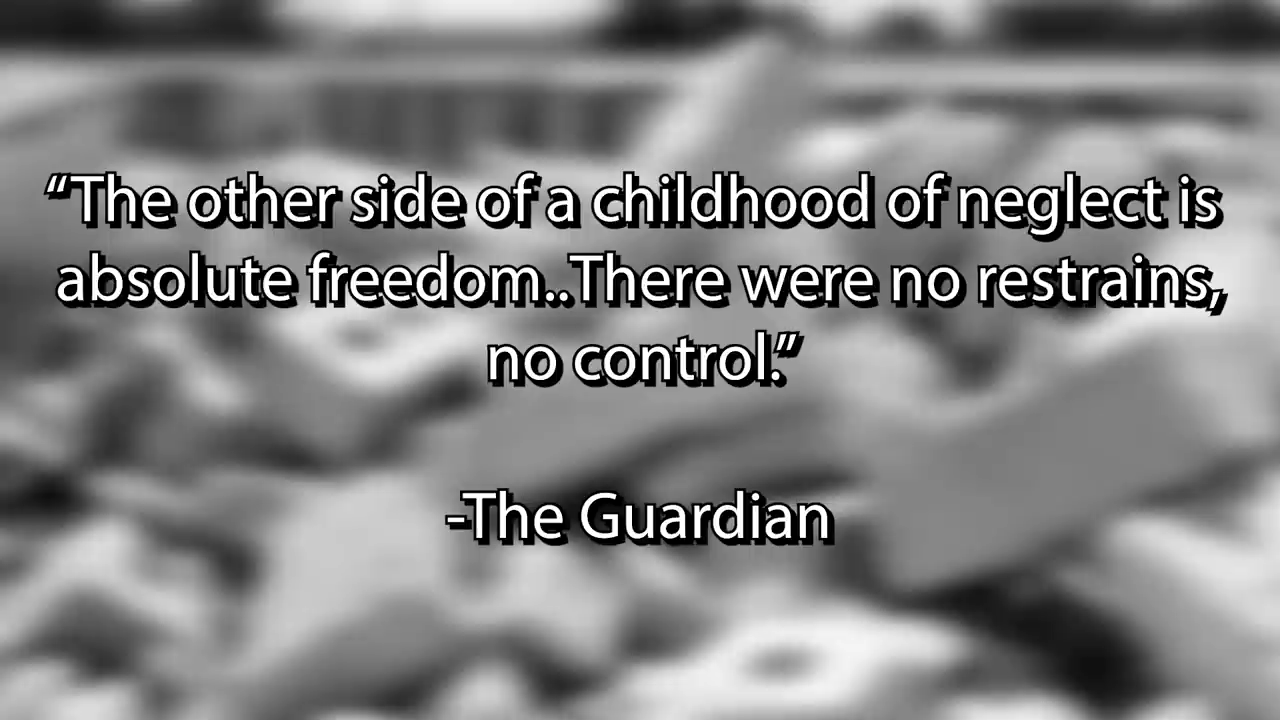 “The other side of a childhood of neglect is
absolute freedom..There were no restrains,
no control.”
-The Guardian